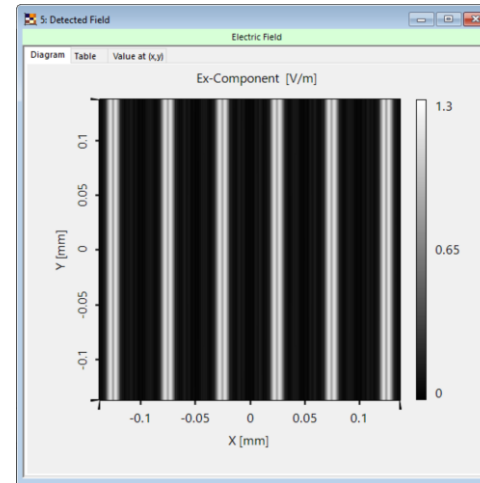 5: Detected Field
Electric Field
Diagram Table Value at (x,y)
Ex-Component [V/m]
0.1
0.05
0
-0.05
-0.1
Y [mm]
1.3
0.65
0
-0.1 -0.05 0 0.05 0.1
X [mm]